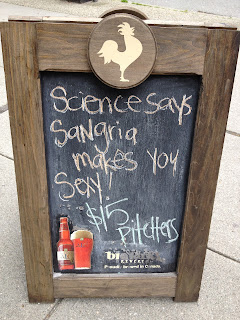 Science says
Sangria
makes you
Sexy!
$15
Pitchers